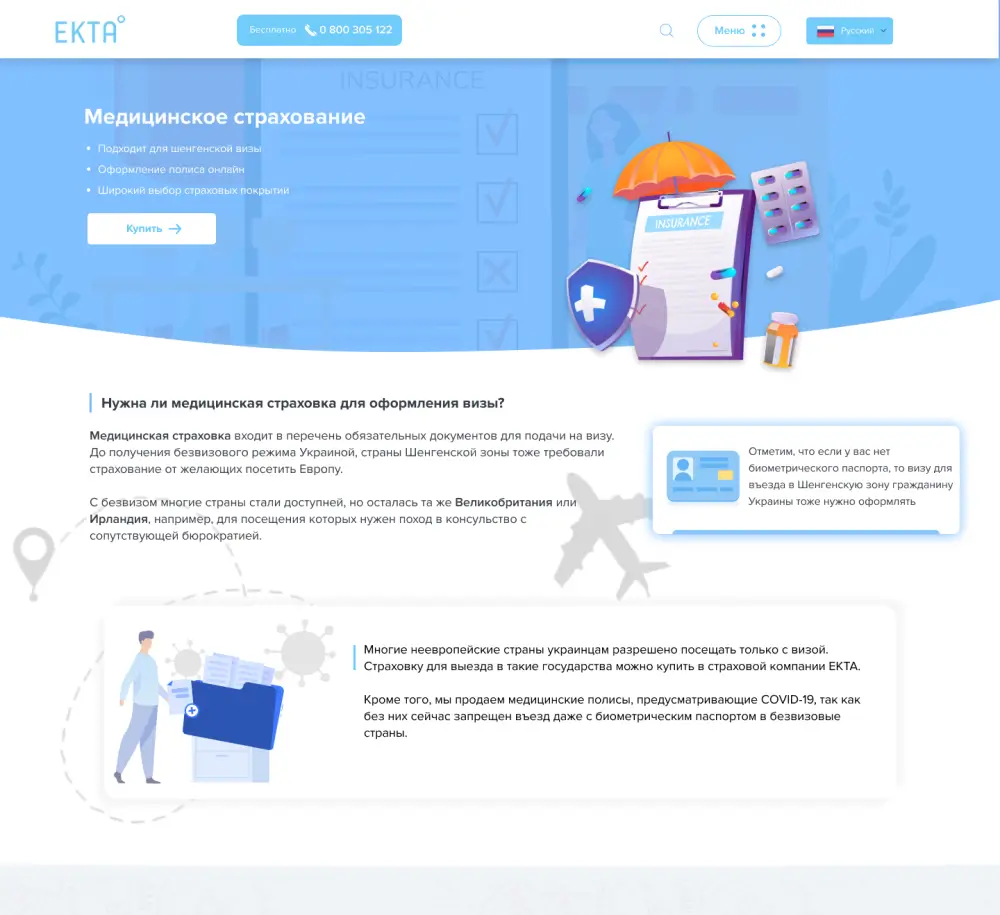 EKTA°
Бесплатно 0 800 305 122
Меню
Русский
INSURANCE
Медицинское страхование
• Подходит для шенгенской визы
• Оформление полиса онлайн
• Широкий выбор страховых покрытии
Купить →
INSURANCE
Нужна ли медицинская страховка для оформления визы?
Медицинская страховка входит в перечень обязательных документов для подачи на визу.
До получения безвизового режима Украиной, страны Шенгенской зоны тоже требовали
страхование от желающих посетить Европу.
С безвизом многие страны стали доступней, но осталась та же Великобритания или
Ирландия, например, для посещения которых нужен поход в консульство с
сопутствующей бюрократией.
Отметим, что если у вас нет
биометрического паспорта, то визу для
въезда в Шенгенскую зону гражданину
Украины тоже нужно оформлять
Многие неевропейские страны украинцам разрешено посещать только с визой.
Страховку для выезда в такие государства можно купить в страховой компании ЕКТА.
Кроме того, мы продаем медицинские полисы, предусматривающие COVID-19, так как
без них сейчас запрещен въезд даже с биометрическим паспортом в безвизовые
страны.